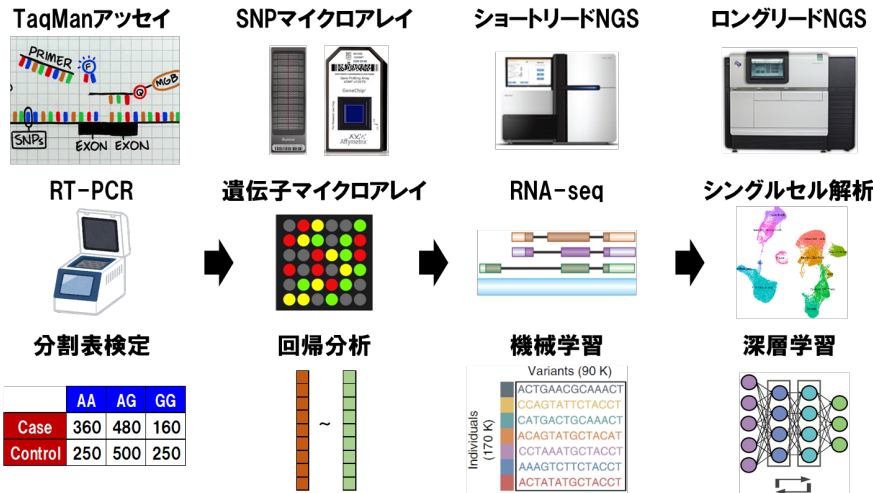 TaqManアッセイ
SNPマイクロアレイ
ショートリードNGS
ロングリードNGS
PRIMER
F
Q
MGB
SNPs
EXON EXON
GeneChip
Affymetrix
RT-PCR
遺伝子マイクロアレイ
RNA-seq
シングルセル解析
分割表検定
回帰分析
機械学習
深層学習
AA AG GG
Case 360 480 160
Control 250 500 250
~
Variants (90 K)
Individuals
(170 K)
ACTGAACGCAAACT
CCAGTATTCTACCT
CATGACTGCAAACT
ACAGTATGCTACAT
CCTAAATGCTACCT
AAAGTCTTCTACCT
ACTATATGCTACCT